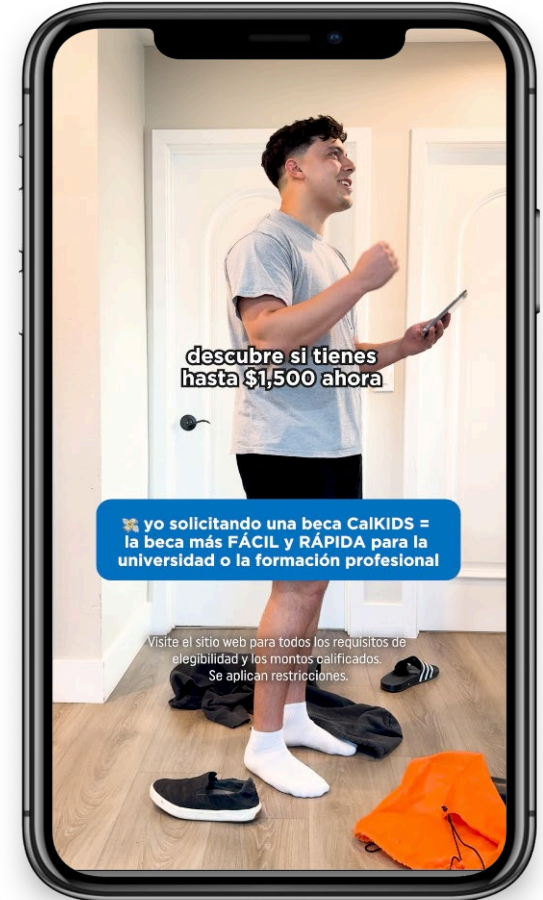 descubre si tienes
hasta $1,500 ahora
💸 yo solicitando una beca CalKIDS =
la beca más FÁCIL y RÁPIDA para la
universidad o la formación profesional
Visite el sitio web para todos los requisitos de
elegibilidad y los montos calificados.
Se aplican restricciones.